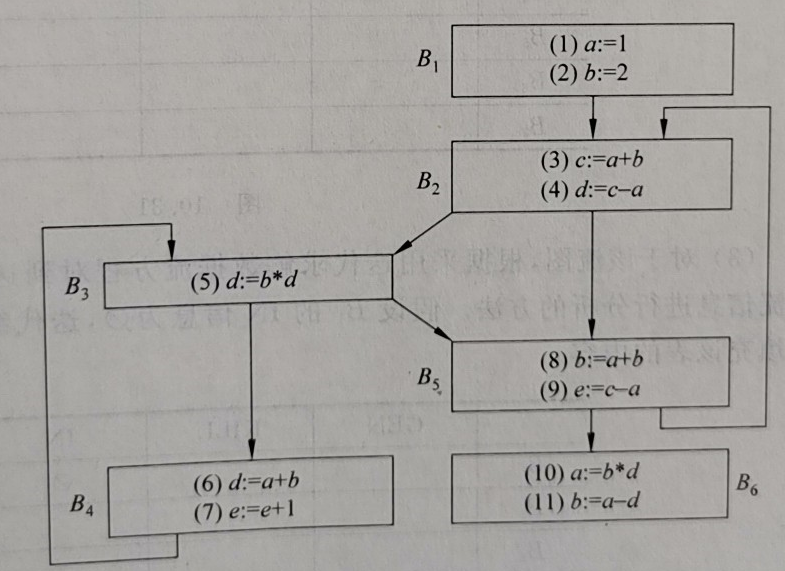 B₁
(1) a:=1
(2) b:=2
B₂
(3) c:=a+b
(4) d:=c-a
B₃
(5) d:=b*d
B₅
(8) b:=a+b
(9) e:=c-a
B₄
(6) d:=a+b
(7) e:=e+1
(10) a:=b*d
(11) b:=a-d
B₆